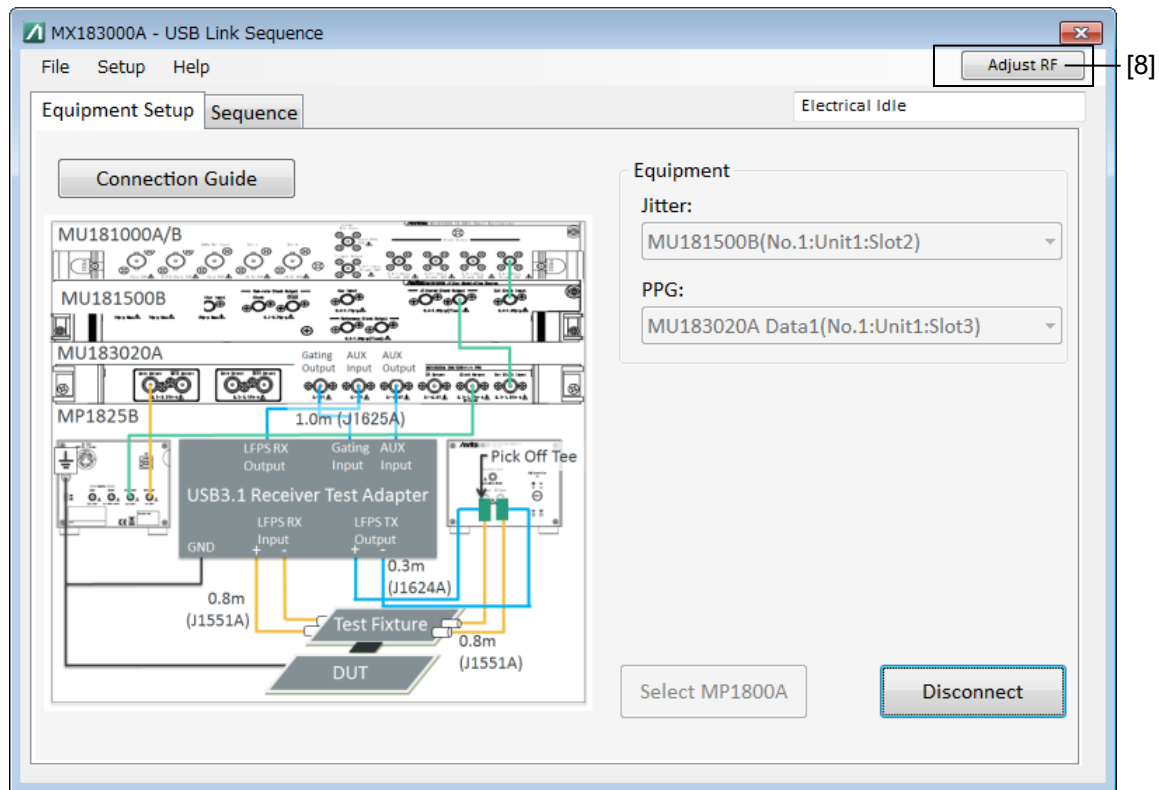 MX183000A - USB Link Sequence
File Setup Help
Adjust RF
[8]
Equipment Setup
Sequence
Electrical Idle
Connection Guide
Equipment
Jitter:
MU181500B(No.1:Unit1:Slot2)
PPG:
MU183020A Data1(No.1:Unit1:Slot3)
MU181000A/B
MU181500B
MU183020A
Gating Output
AUX Input
AUX Output
MP1825B
1.0m (J1625A)
LFPS RX Output
Gating Input
AUX Input
Pick Off Tee
USB3.1 Receiver Test Adapter
LFPS RX Input
LFPS TX Output
GND
+ -
+ -
0.3m
(J1624A)
0.8m
(J1551A)
Test Fixture
0.8m
(J1551A)
DUT
Select MP1800A
Disconnect